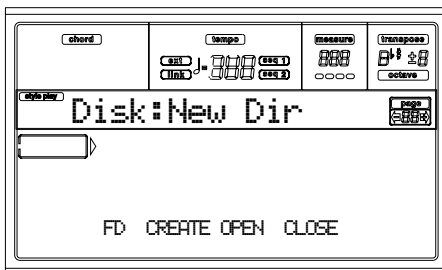 chord tempo measure transpose
ext seq 1
link seq 2
octave
style play page
Disk:New Dir
FD CREATE OPEN CLOSE